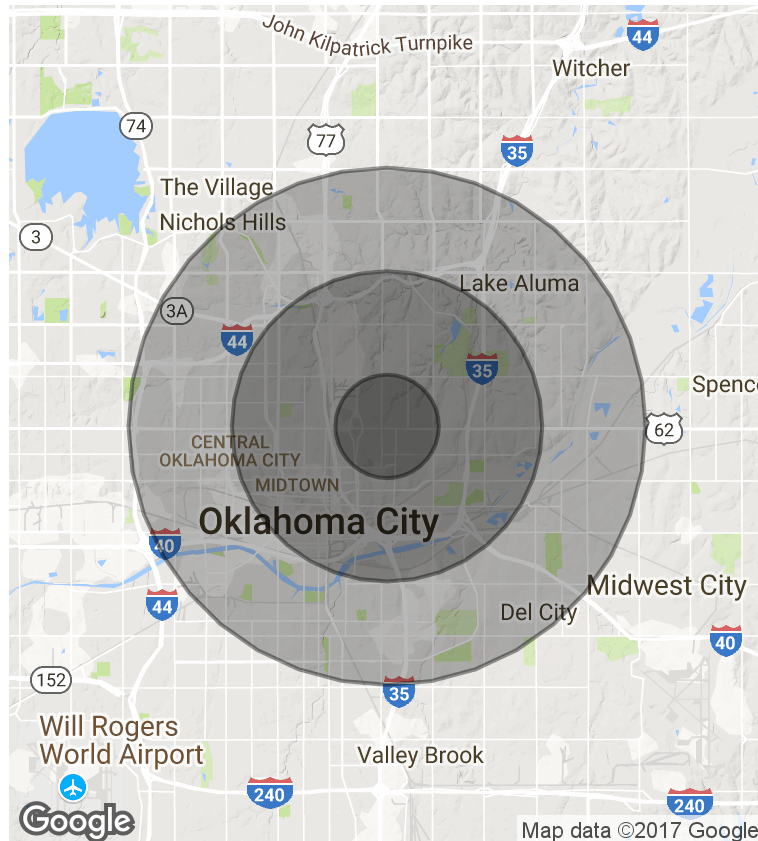 John Kilpatrick Turnpike
44
Witcher
74
77
35
The Village
Nichols Hills
3
Lake Aluma
3A
44
35
Spence
62
CENTRAL
OKLAHOMA CITY
MIDTOWN
Oklahoma City
40
Midwest City
44
Del City
40
152
35
Will Rogers
World Airport
Valley Brook
240
240
Google
Map data ©2017 Google